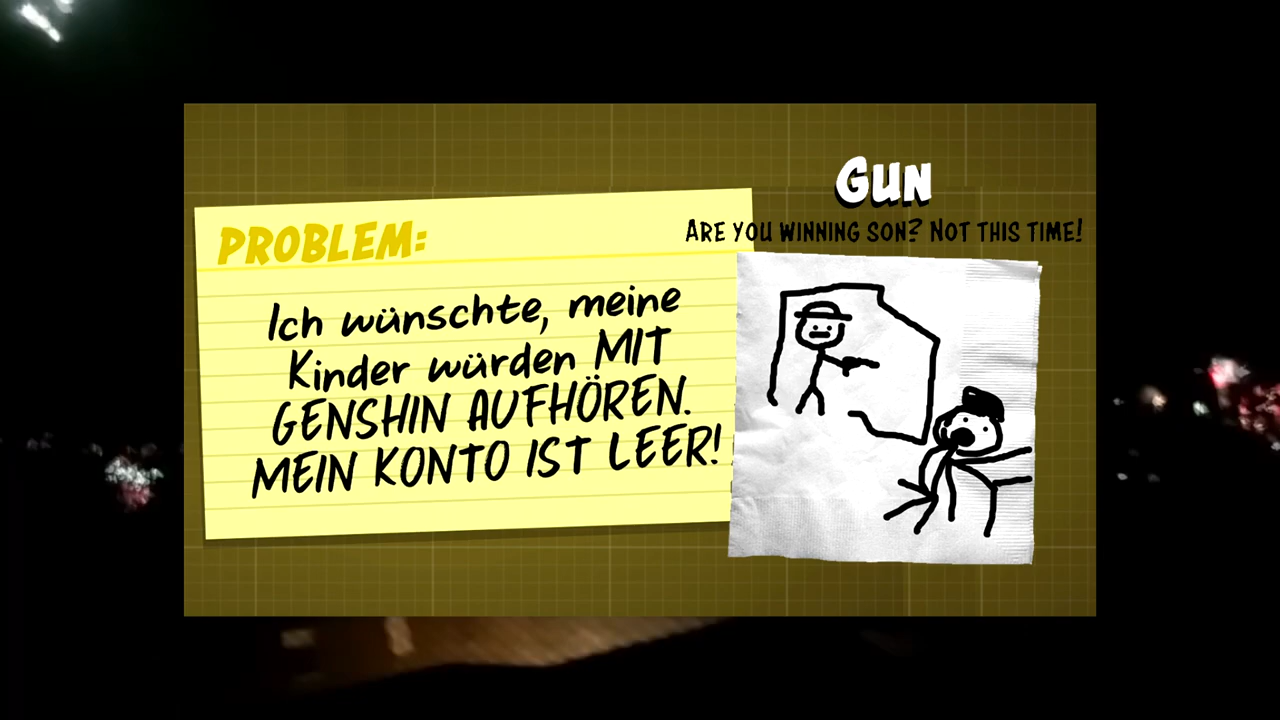 PROBLEM:
Ich wünschte, meine
Kinder würden MIT
GENSHIN AUFHÖREN.
MEIN KONTO IST LEER!
GUN
ARE YOU WINNING SON? NOT THIS TIME!